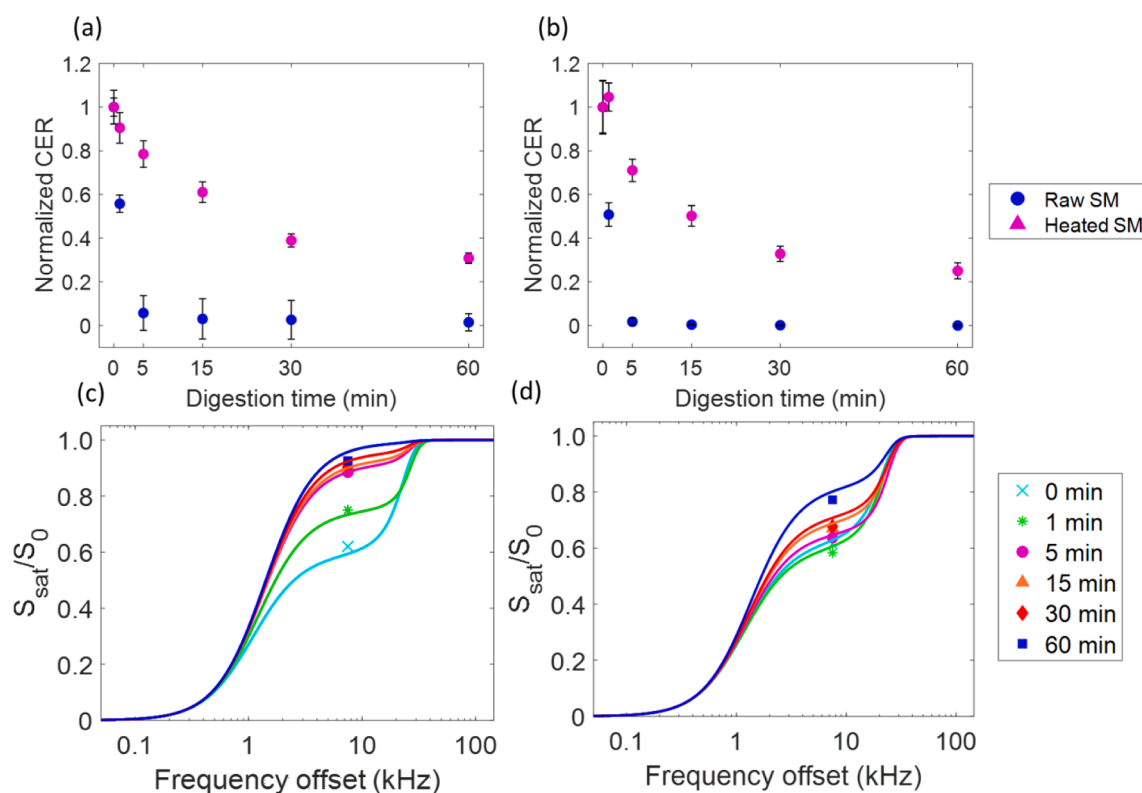 (a)
1.2
1
0.8
0.6
0.4
0.2
0
Normalized CER
0 5 15 30 60
Digestion time (min)
(b)
1.2
1
0.8
0.6
0.4
0.2
0
Normalized CER
0 5 15 30 60
Digestion time (min)
Raw SM
Heated SM
(c)
1.0
0.8
0.6
0.4
0.2
0
Ssat/S0
0.1 1 10 100
Frequency offset (kHz)
(d)
1.0
0.8
0.6
0.4
0.2
0
Ssat/S0
0.1 1 10 100
Frequency offset (kHz)
0 min
1 min
5 min
15 min
30 min
60 min